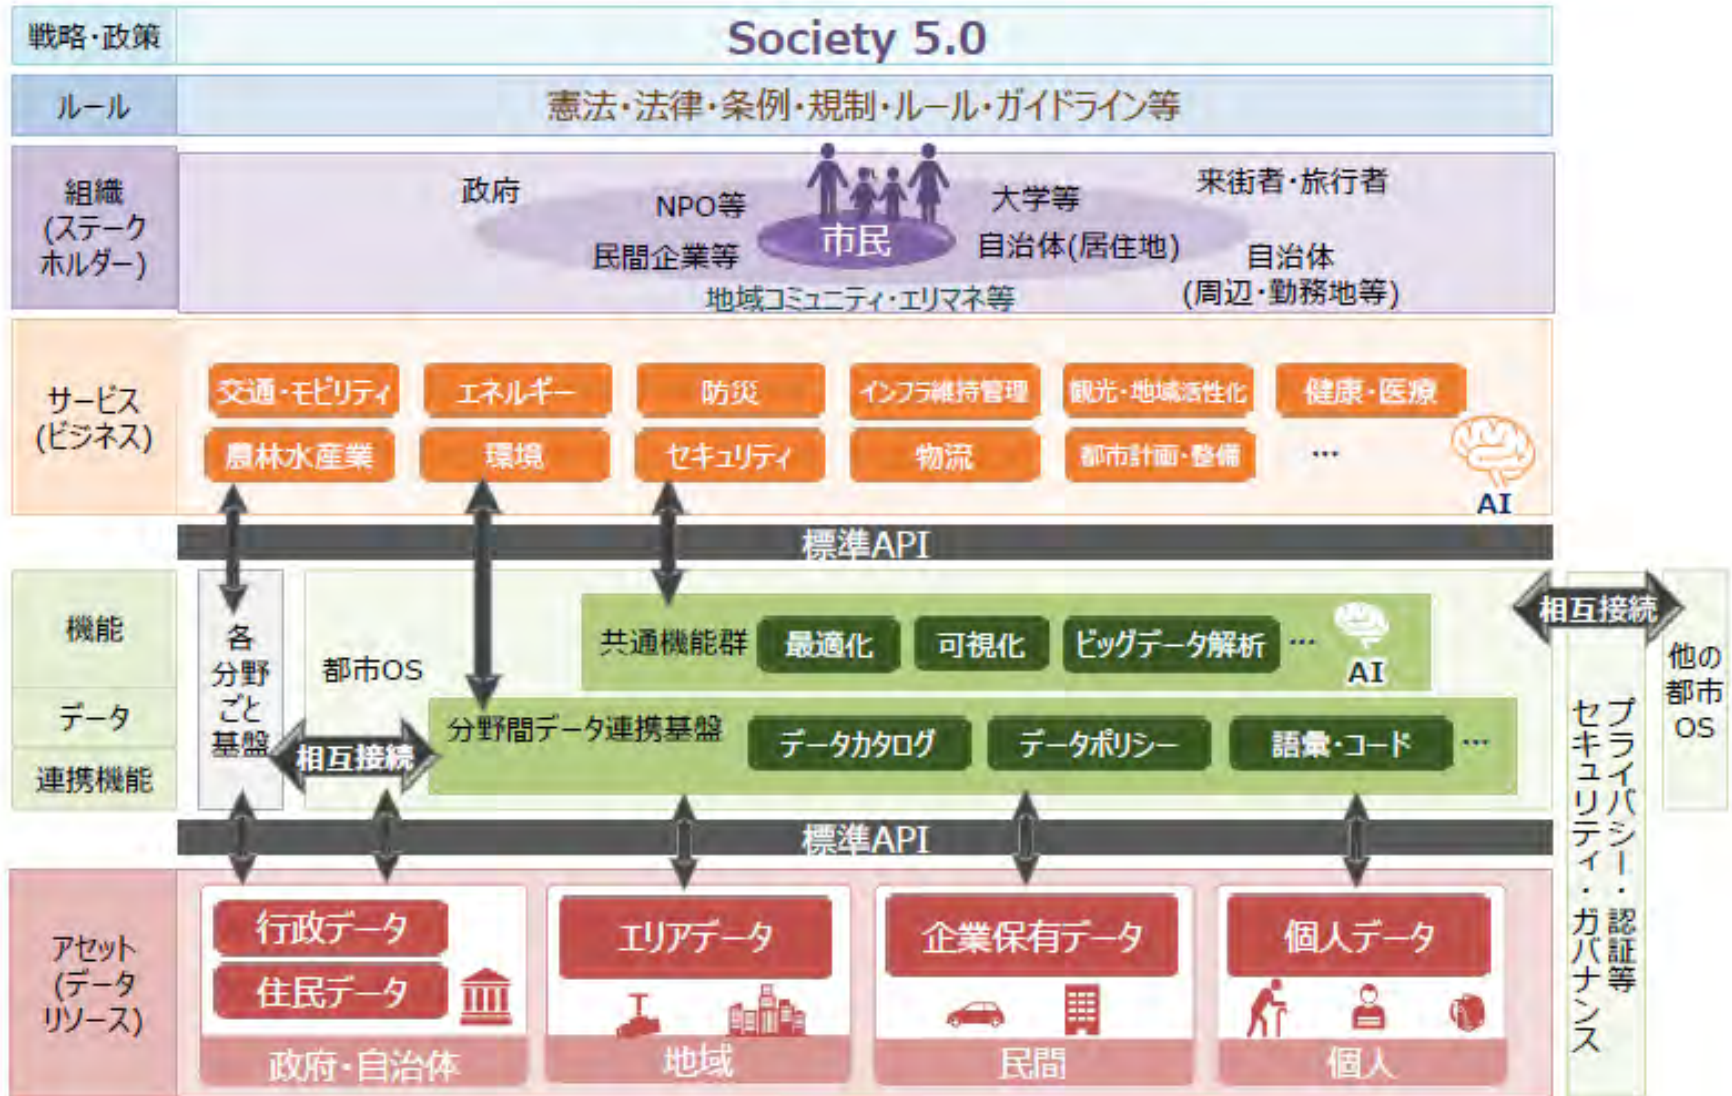 戦略・政策
Society 5.0
ルール
憲法・法律・条例・規制・ルール・ガイドライン等
組織
(ステーク
ホルダー)
政府
NPO等
民間企業等
市民
大学等
自治体(居住地)
来街者・旅行者
自治体
(周辺・勤務地等)
地域コミュニティ・エリマネ等
サービス
(ビジネス)
交通・モビリティ
エネルギー
防災
インフラ維持管理
観光・地域活性化
健康・医療
農林水産業
環境
セキュリティ
物流
都市計画・整備
…
AI
標準API
機能
データ
連携機能
各
分野
ごと
基盤
都市OS
共通機能群
最適化
可視化
ビッグデータ解析
…
AI
相互接続
分野間データ連携基盤
データカタログ
データポリシー
語彙・コード
…
相互接続
他の
都市
OS
プライバシー・認証等
セキュリティ・ガバナンス
標準API
アセット
(データ
リソース)
行政データ
住民データ
政府・自治体
エリアデータ
地域
企業保有データ
民間
個人データ
個人